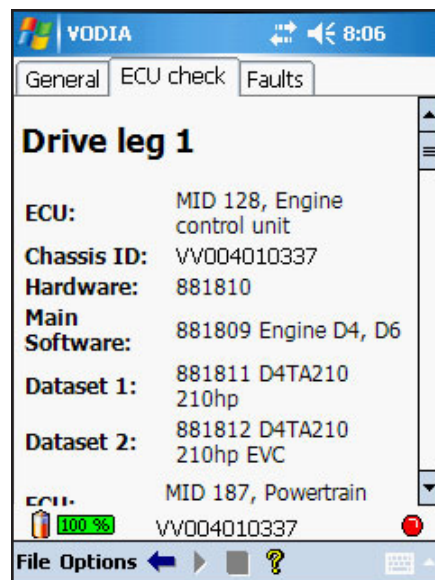 VODIA 8:06
General ECU check Faults
Drive leg 1
ECU: MID 128, Engine
control unit
Chassis ID: VV004010337
Hardware: 881810
Main
Software: 881809 Engine D4, D6
Dataset 1: 881811 D4TA210
210hp
Dataset 2: 881812 D4TA210
210hp EVC
ECU: MID 187, Powertrain
100 % VV004010337
File Options ?